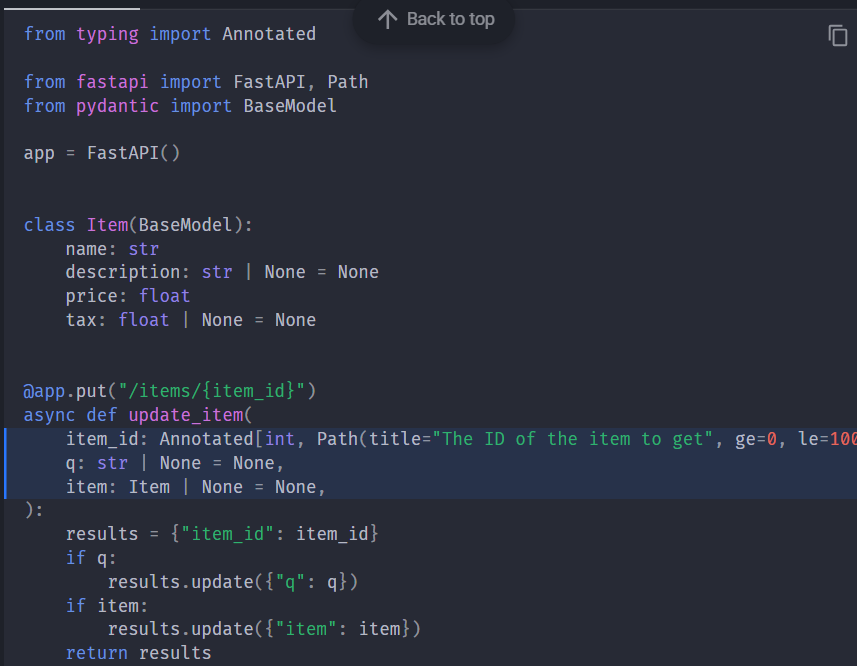 Back to top
from typing import Annotated
from fastapi import FastAPI, Path
from pydantic import BaseModel
app = FastAPI()
class Item(BaseModel):
    name: str
    description: str | None = None
    price: float
    tax: float | None = None
@app.put("/items/{item_id}")
async def update_item(
    item_id: Annotated[int, Path(title="The ID of the item to get", ge=0, le=100
    q: str | None = None,
    item: Item | None = None,
):
    results = {"item_id": item_id}
    if q:
        results.update({"q": q})
    if item:
        results.update({"item": item})
    return results